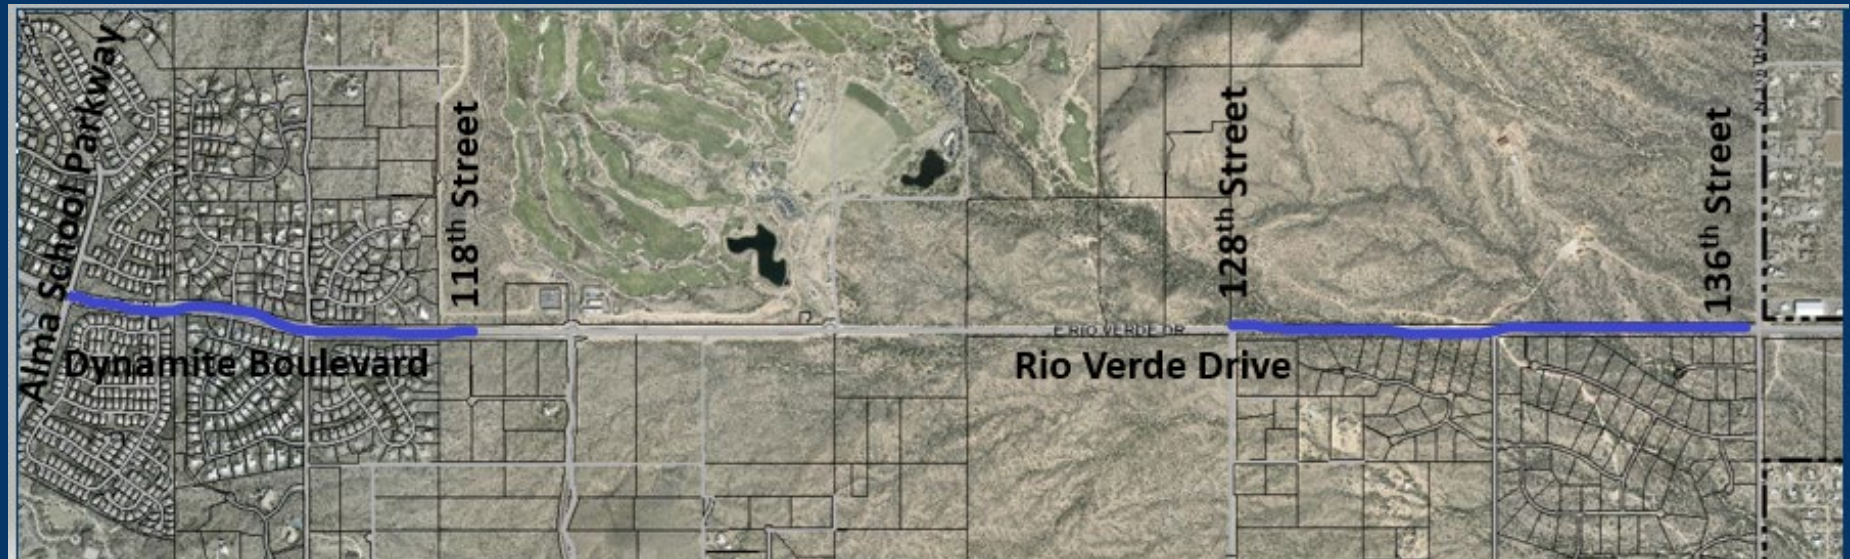 Alma School Parkway
118th Street
128th Street
136th Street
E RIO VERDE DR
Dynamite Boulevard
Rio Verde Drive